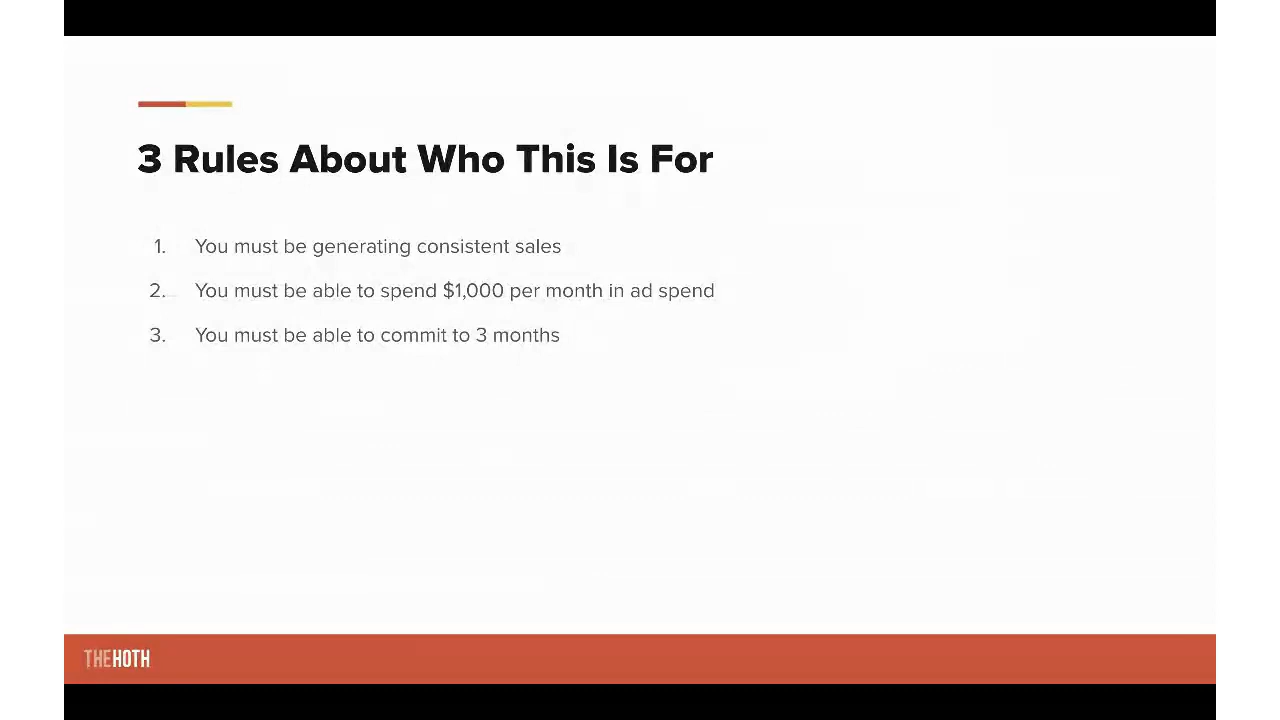 3 Rules About Who This Is For
1. You must be generating consistent sales
2. You must be able to spend $1,000 per month in ad spend
3. You must be able to commit to 3 months
THEHOTH